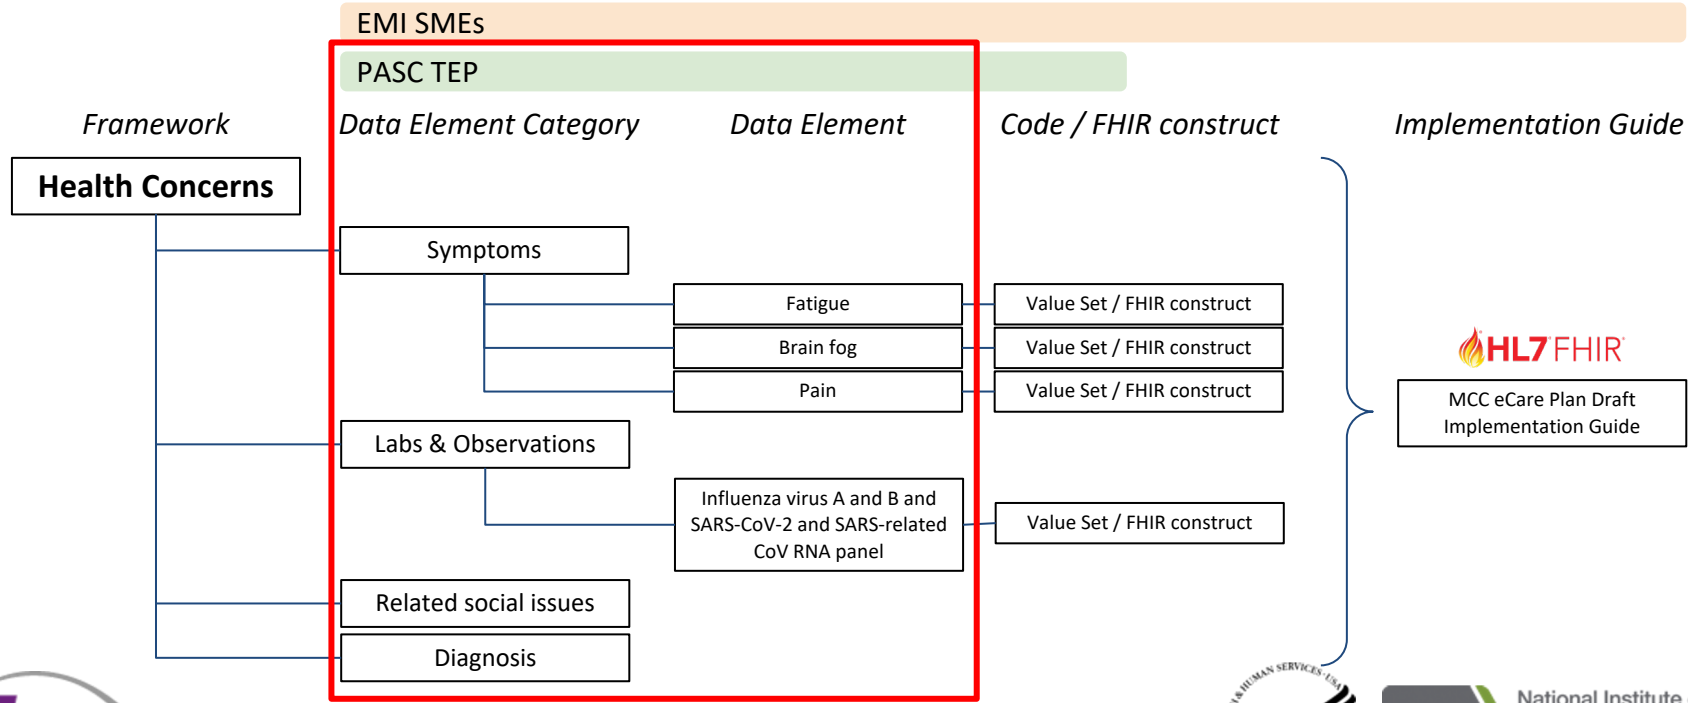 EMI SMEs
PASC TEP
Framework
Data Element Category
Data Element
Code / FHIR construct
Implementation Guide
Health Concerns
Symptoms
Fatigue
Value Set / FHIR construct
Brain fog
Value Set / FHIR construct
Pain
Value Set / FHIR construct
HL7 FHIR
MCC eCare Plan Draft
Implementation Guide
Labs & Observations
Influenza virus A and B and
SARS-CoV-2 and SARS-related
CoV RNA panel
Value Set / FHIR construct
Related social issues
Diagnosis
& HUMAN SERVICES · USA
National Institute